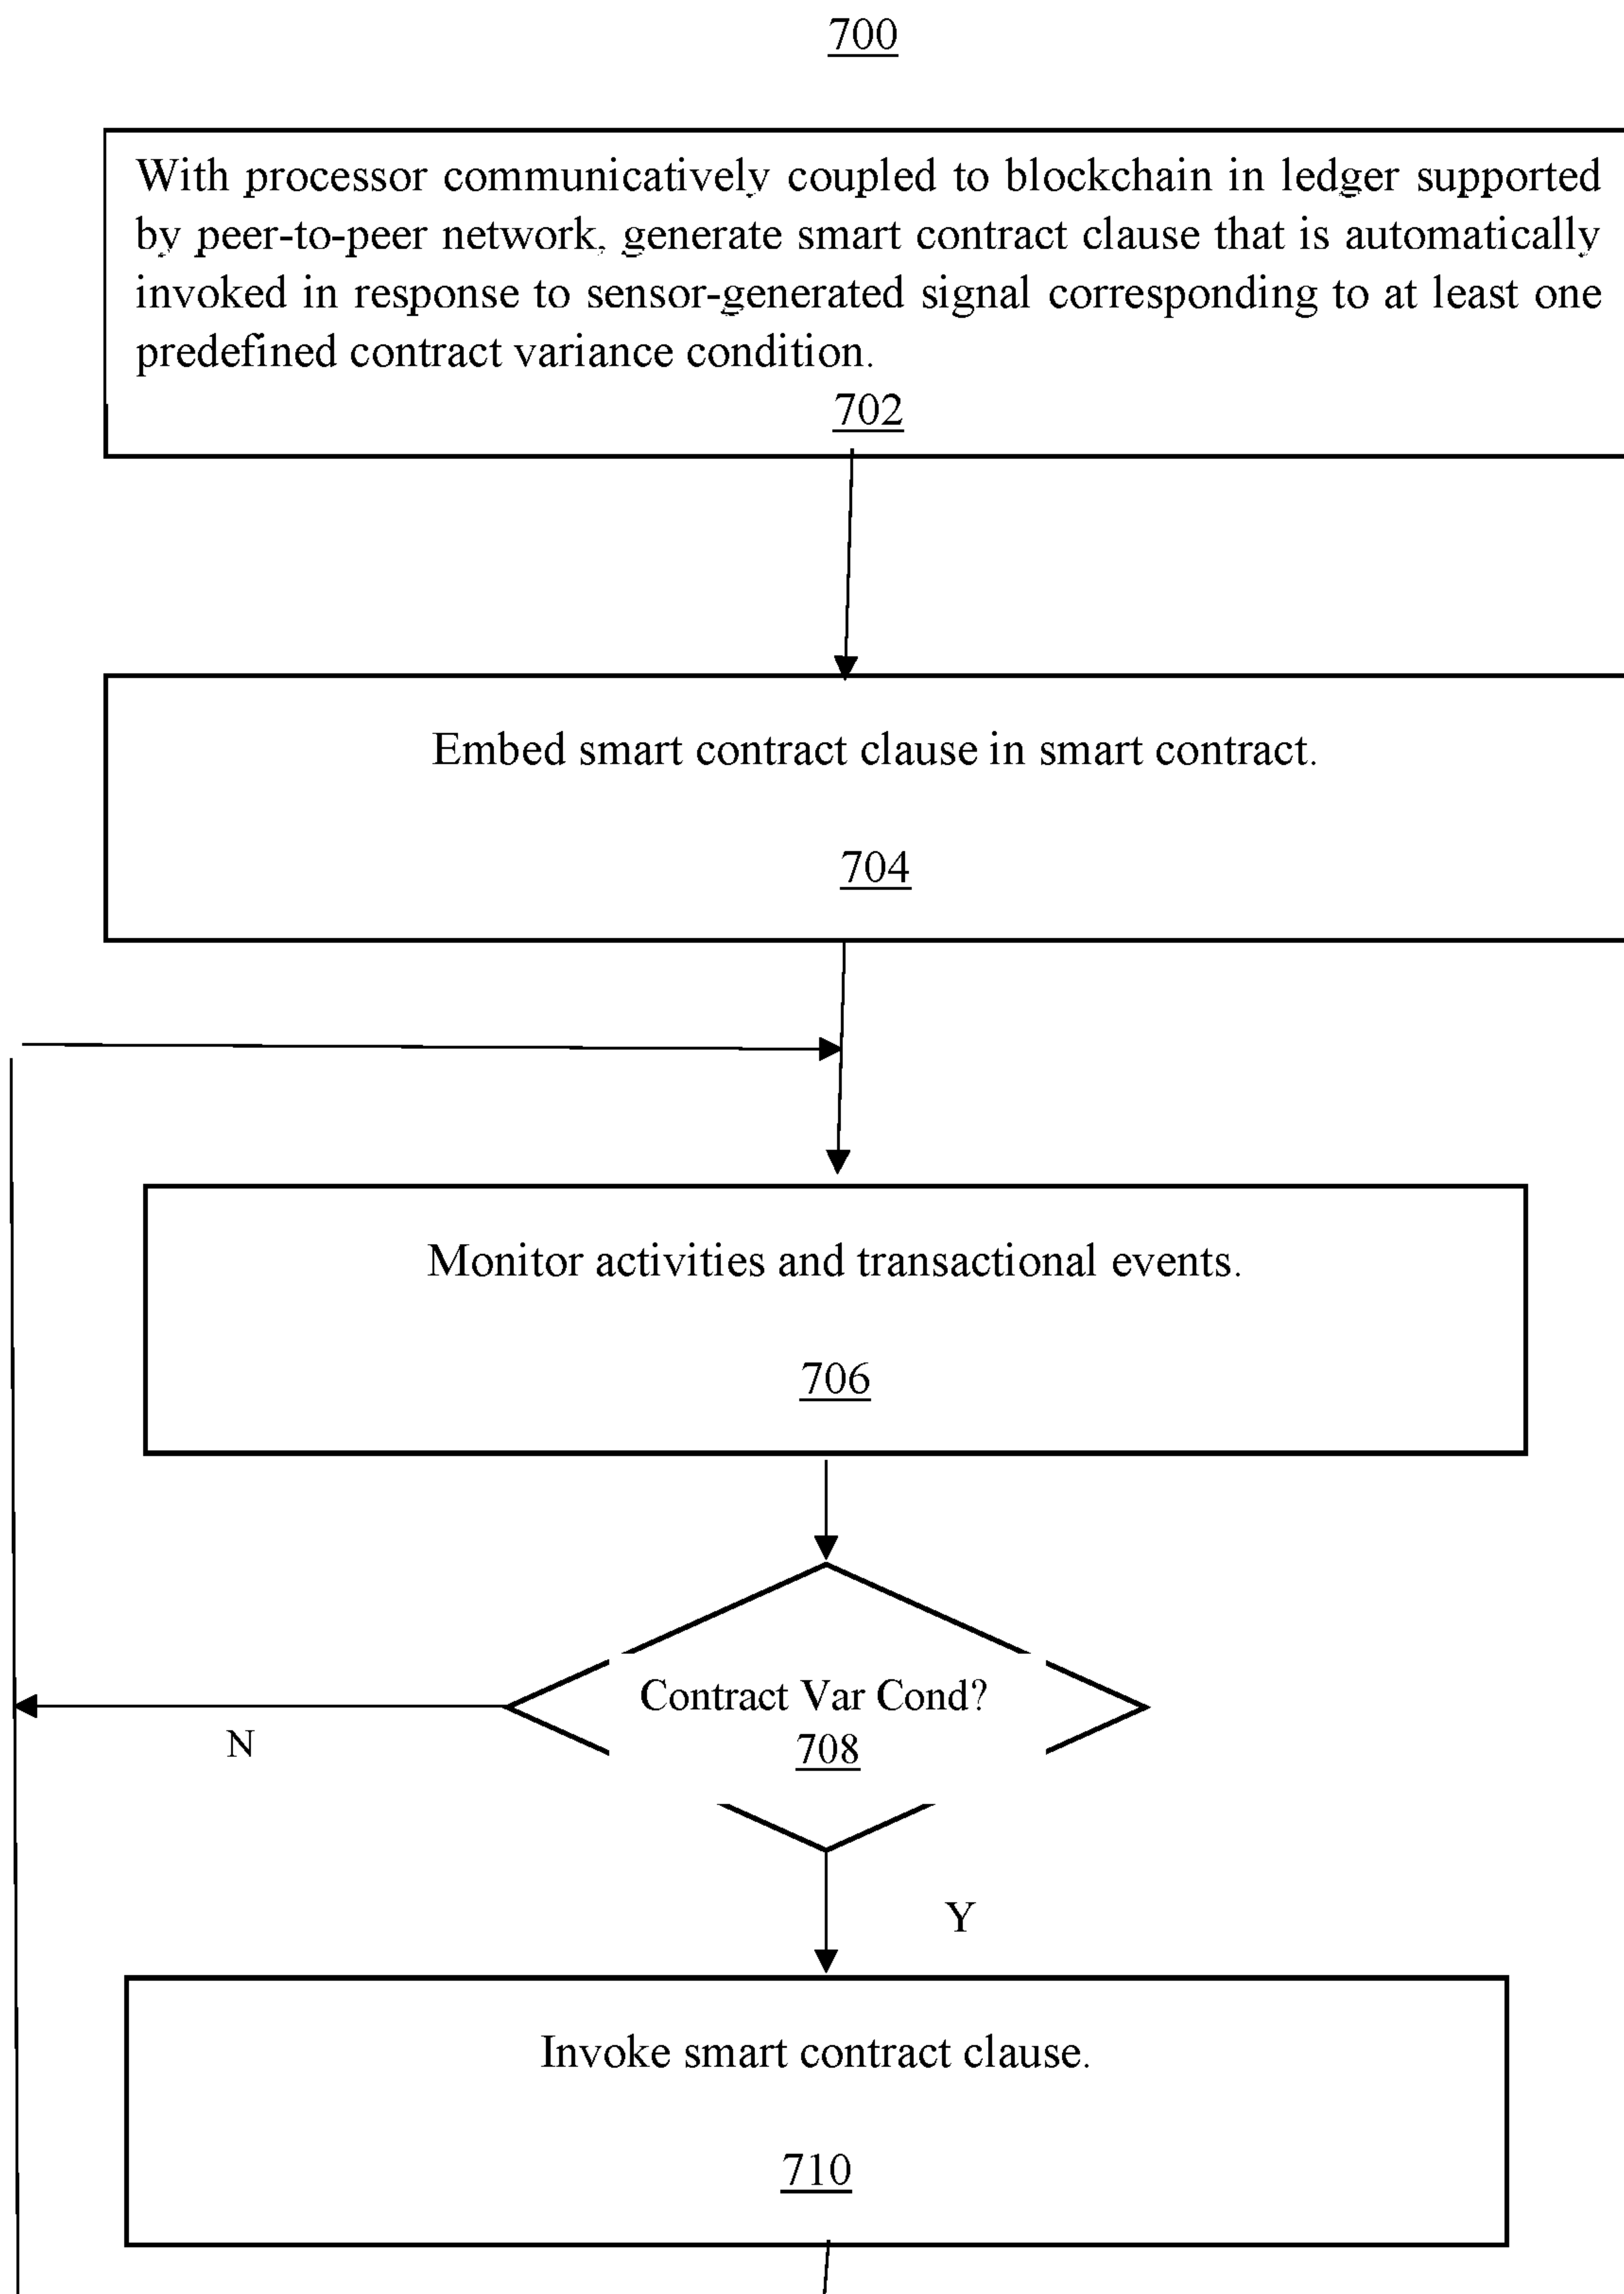 700
With processor communicatively coupled to blockchain in ledger supported
by peer-to-peer network, generate smart contract clause that is automatically
invoked in response to sensor-generated signal corresponding to at least one
predefined contract variance condition.
702
Embed smart contract clause in smart contract.
704
Monitor activities and transactional events.
706
Contract Var Cond?
708
N
Y
Invoke smart contract clause.
710